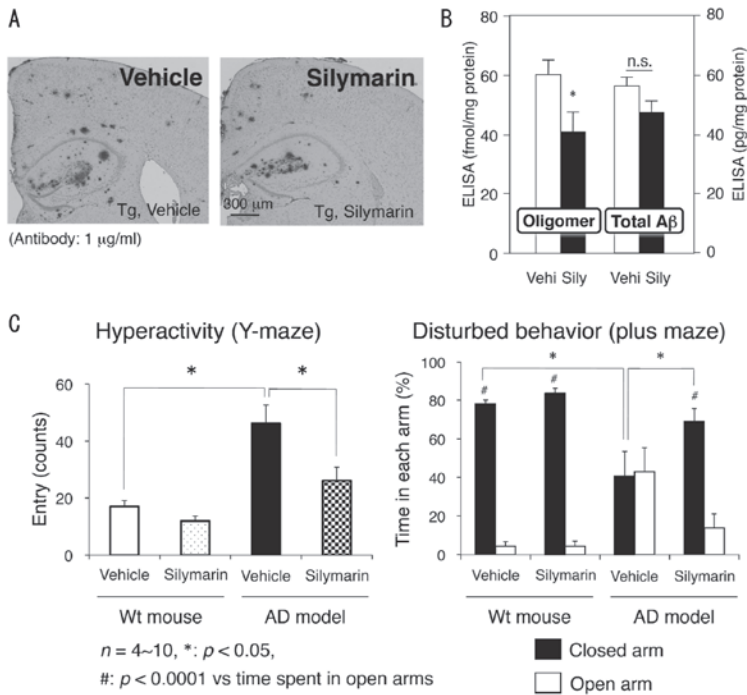 A
Vehicle
Silymarin
Tg, Vehicle
300 μm
Tg, Silymarin
(Antibody: 1 μg/ml)
B
80
60
40
20
0
ELISA (fmol/mg protein)
80
60
40
20
0
ELISA (pg/mg protein)
*
n.s.
Oligomer
Total Aβ
Vehi Sily
Vehi Sily
C
Hyperactivity (Y-maze)
*
*
60
40
20
0
Entry (counts)
Vehicle
Silymarin
Vehicle
Silymarin
Wt mouse
AD model
n = 4~10, *: p < 0.05,
#: p < 0.0001 vs time spent in open arms
Disturbed behavior (plus maze)
*
*
#
#
#
100
80
60
40
20
0
Time in each arm (%)
Vehicle
Silymarin
Vehicle
Silymarin
Wt mouse
AD model
Closed arm
Open arm